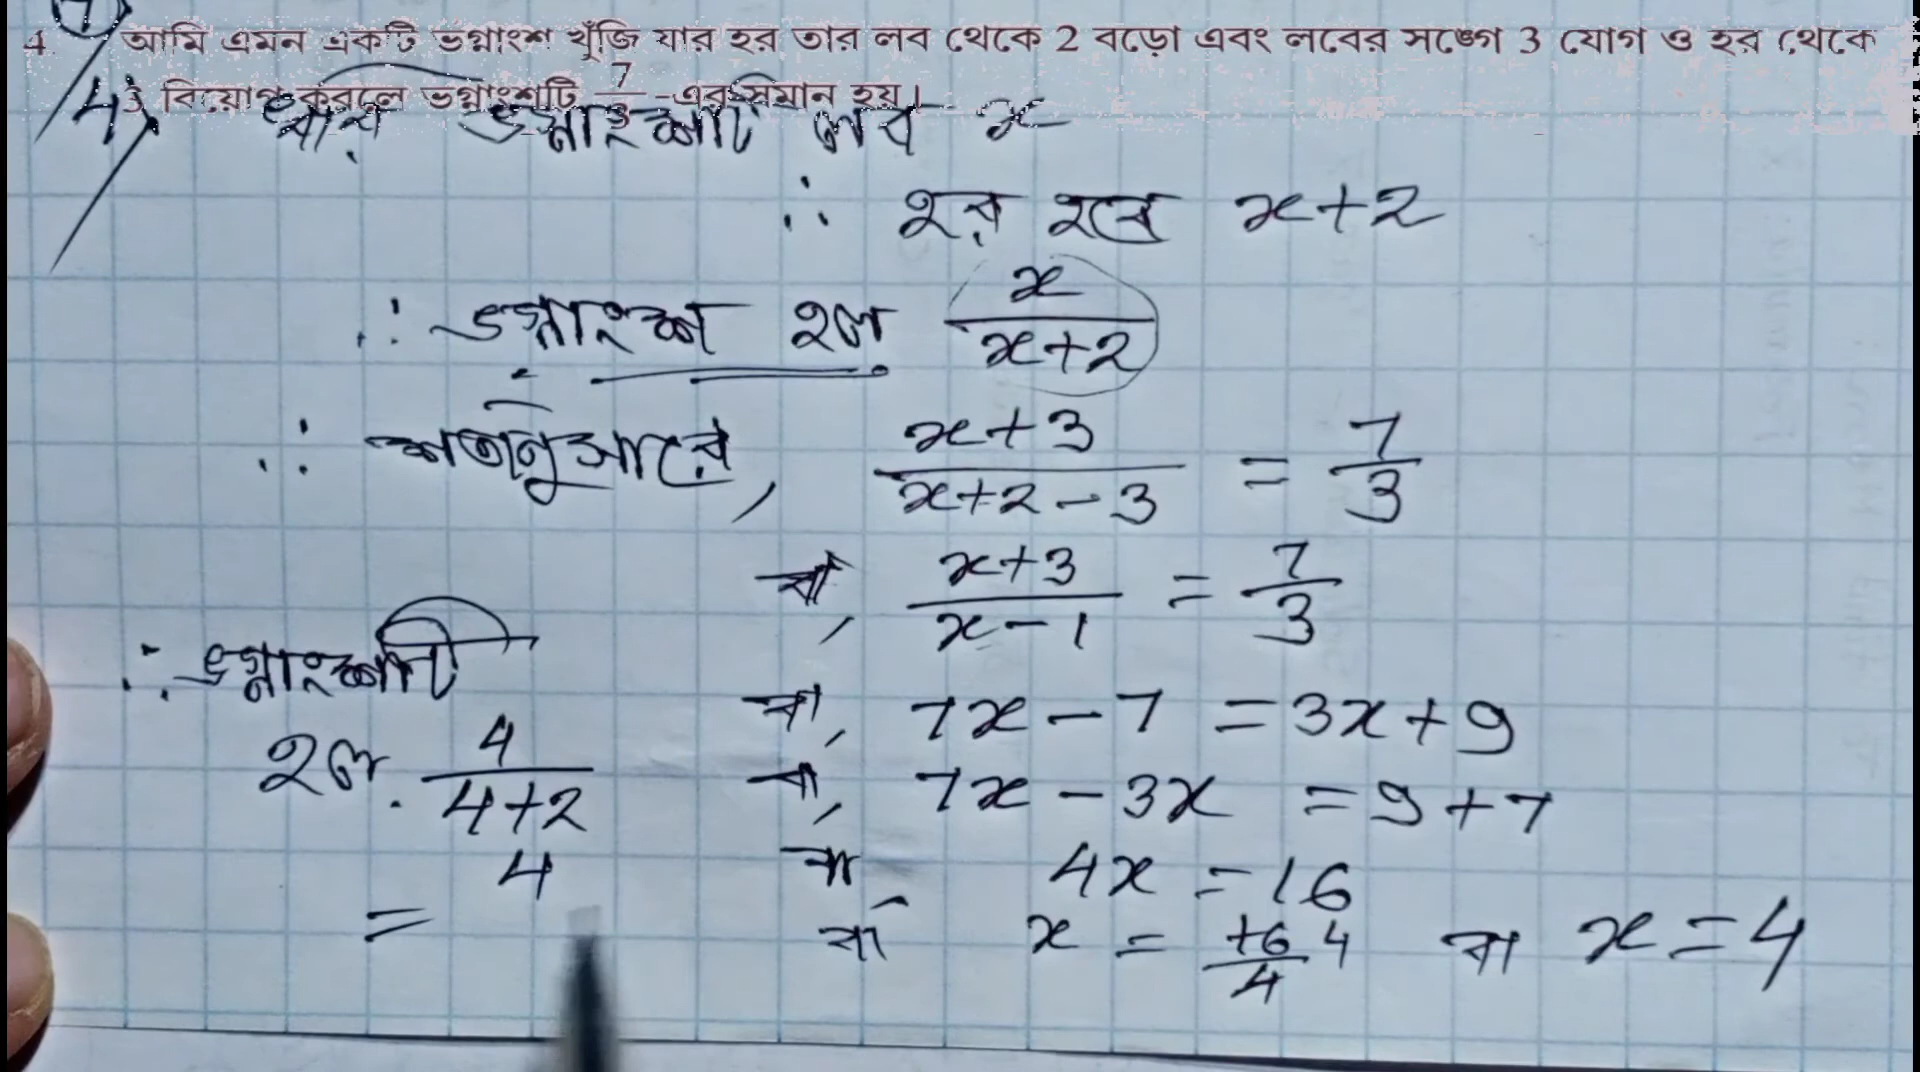 4. আমি এমন একটি ভগ্নাংশ খুঁজি যার হর তার লব থেকে 2 বড়ো এবং লবের সঙ্গে 3 যোগ ও হর থেকে
3 বিয়োগ করলে ভগ্নাংশটি 7/3 -এর সমান হয়।
4) ধরি ভগ্নাংশটি লব x
∴ হর হবে x+2
∴ ভগ্নাংশ হল x/(x+2)
∴ শর্তানুসারে, (x+3)/(x+2-3) = 7/3
বা, (x+3)/(x-1) = 7/3
বা, 7x-7 = 3x+9
বা, 7x-3x = 9+7
বা 4x = 16
বা x = 16/4 4 বা x = 4
∴ ভগ্নাংশটি
হল 4/(4+2)
= 4